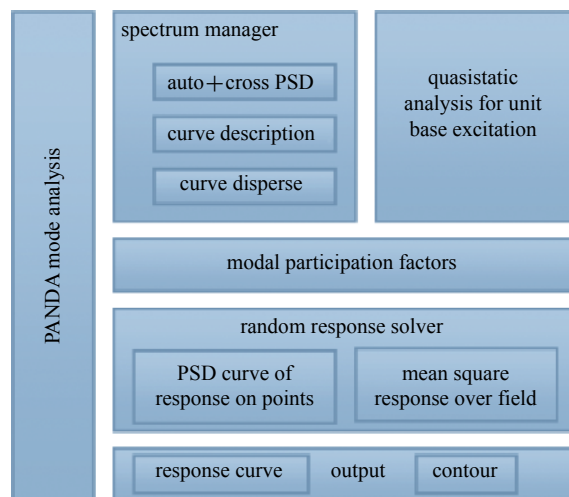 PANDA mode analysis
spectrum manager
auto+cross PSD
curve description
curve disperse
quasistatic
analysis for unit
base excitation
modal participation factors
random response solver
PSD curve of
response on points
mean square
response over field
response curve
output
contour